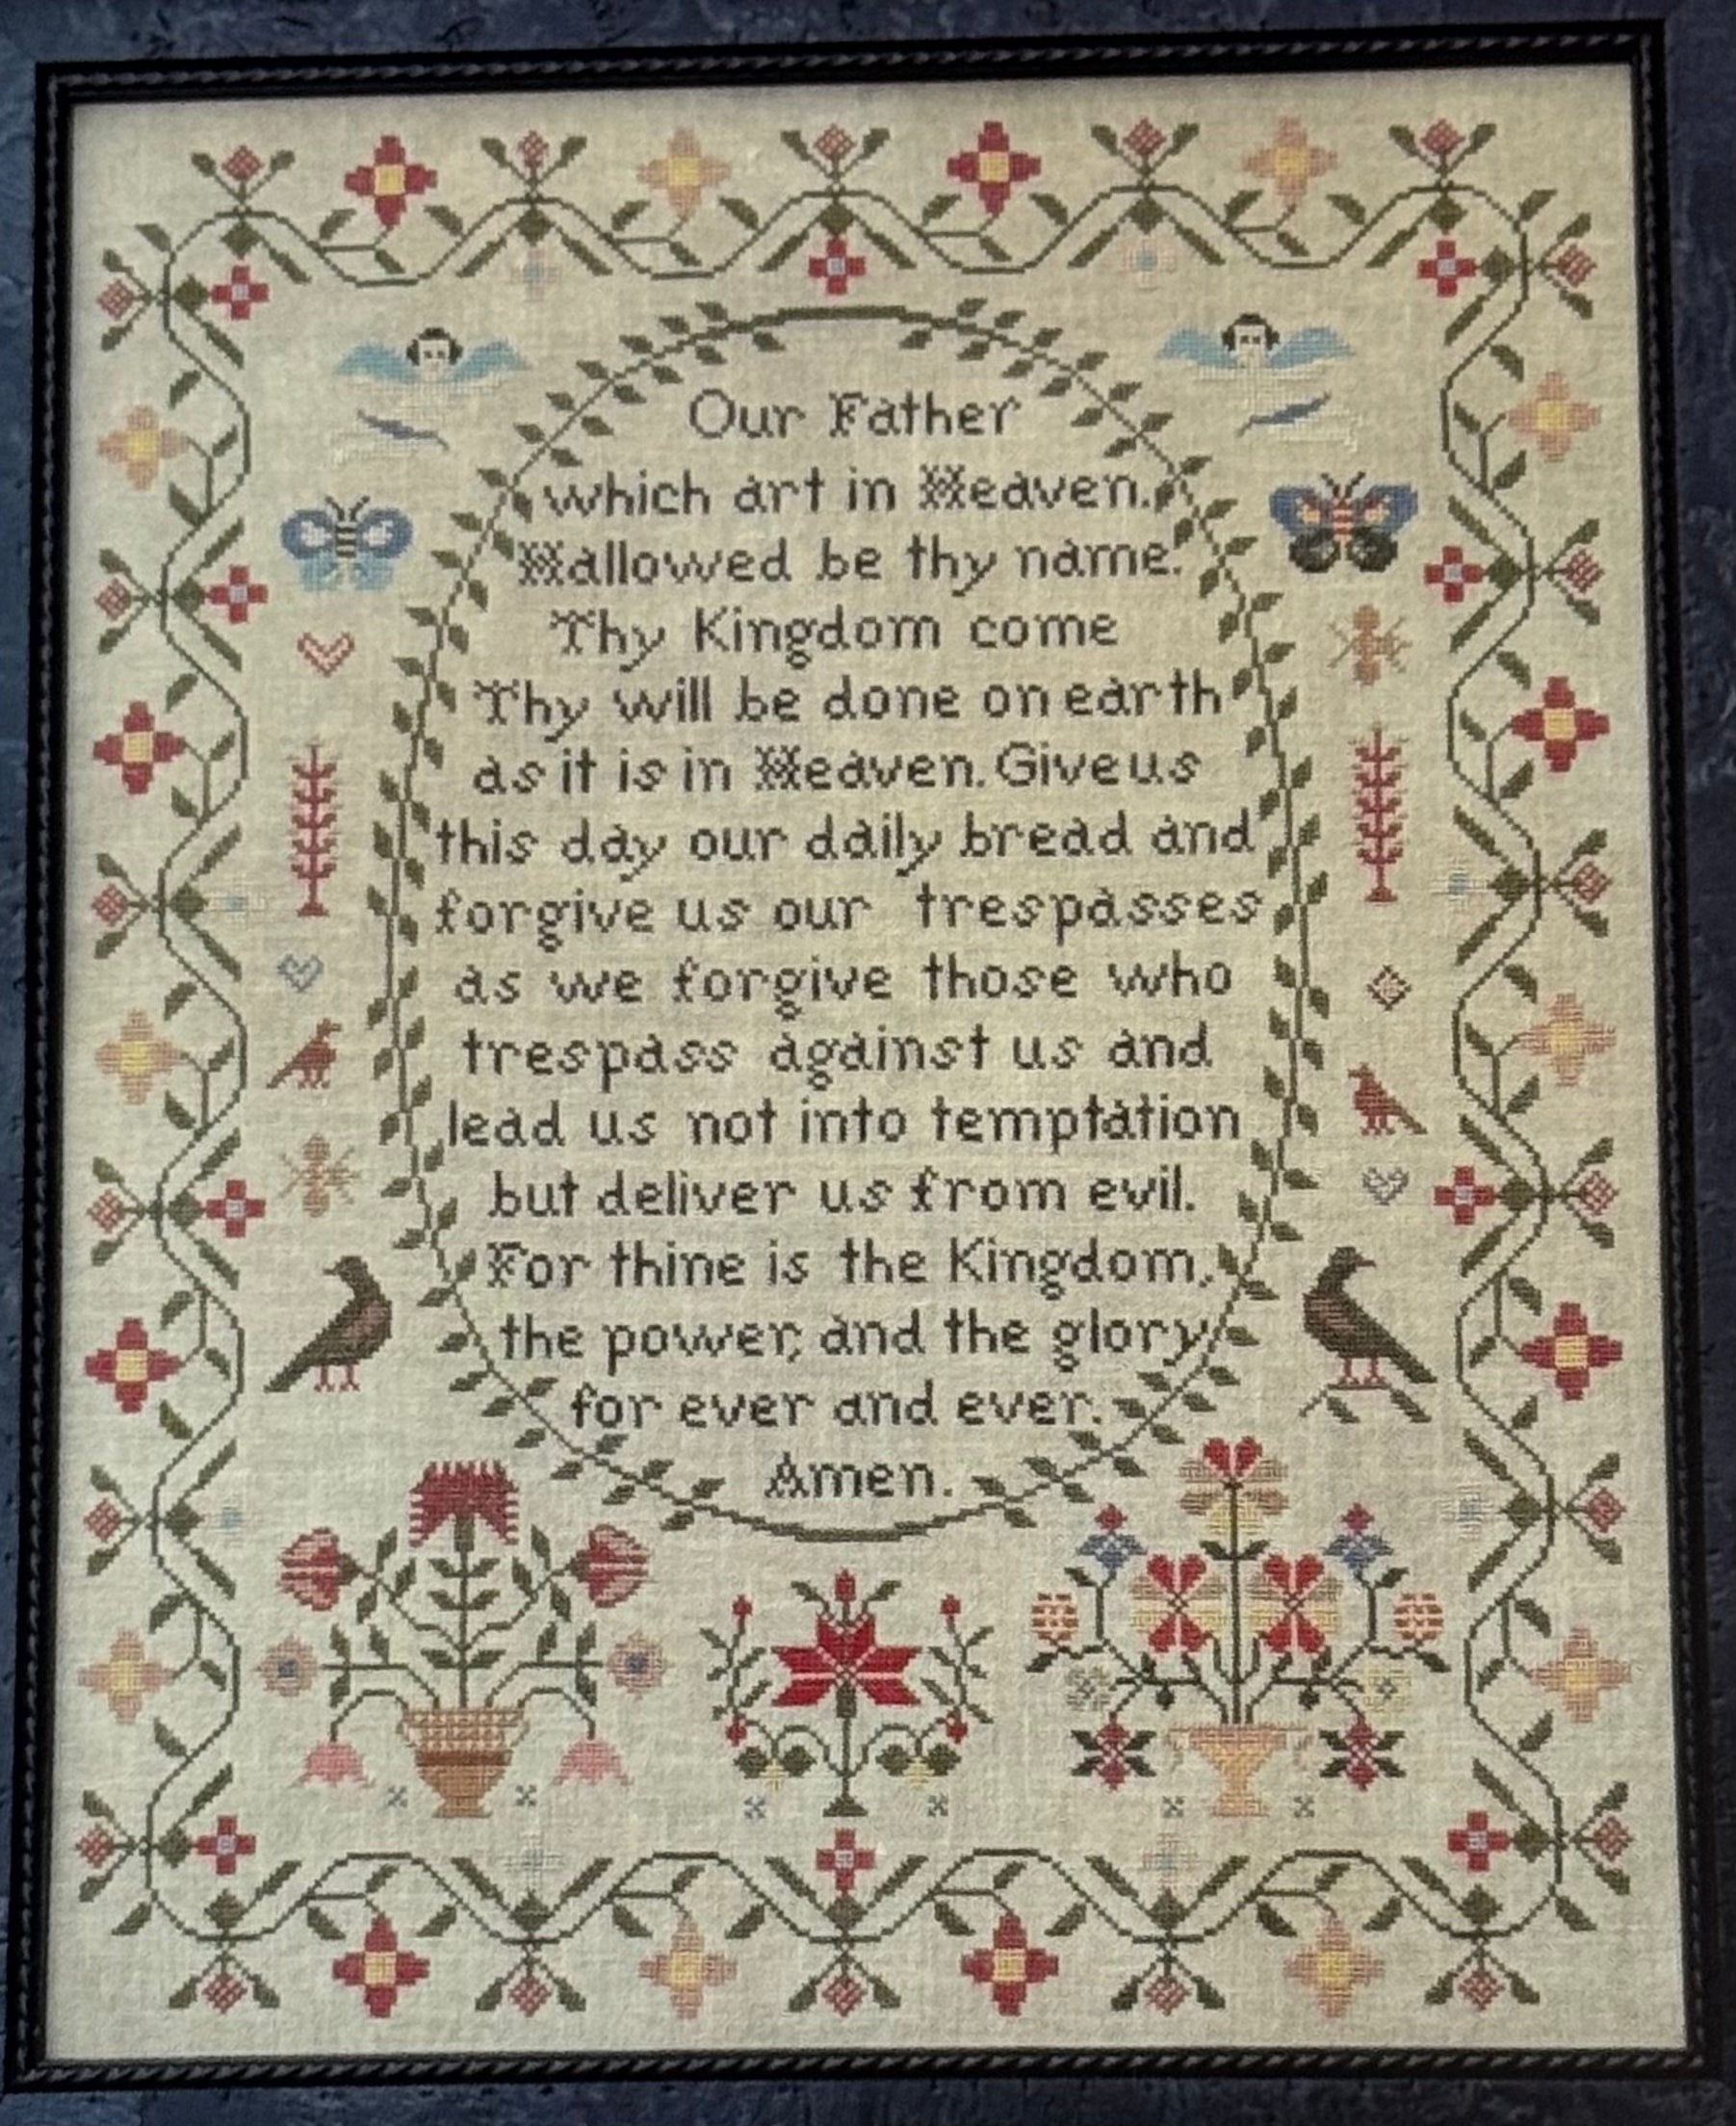 Our Father
which art in Heaven.
Hallowed be thy name.
Thy Kingdom come
Thy will be done on earth
as it is in Heaven. Give us
this day our daily bread and
forgive us our trespasses
as we forgive those who
trespass against us and
lead us not into temptation
but deliver us from evil.
For thine is the Kingdom,
the power, and the glory
for ever and ever.
Amen.